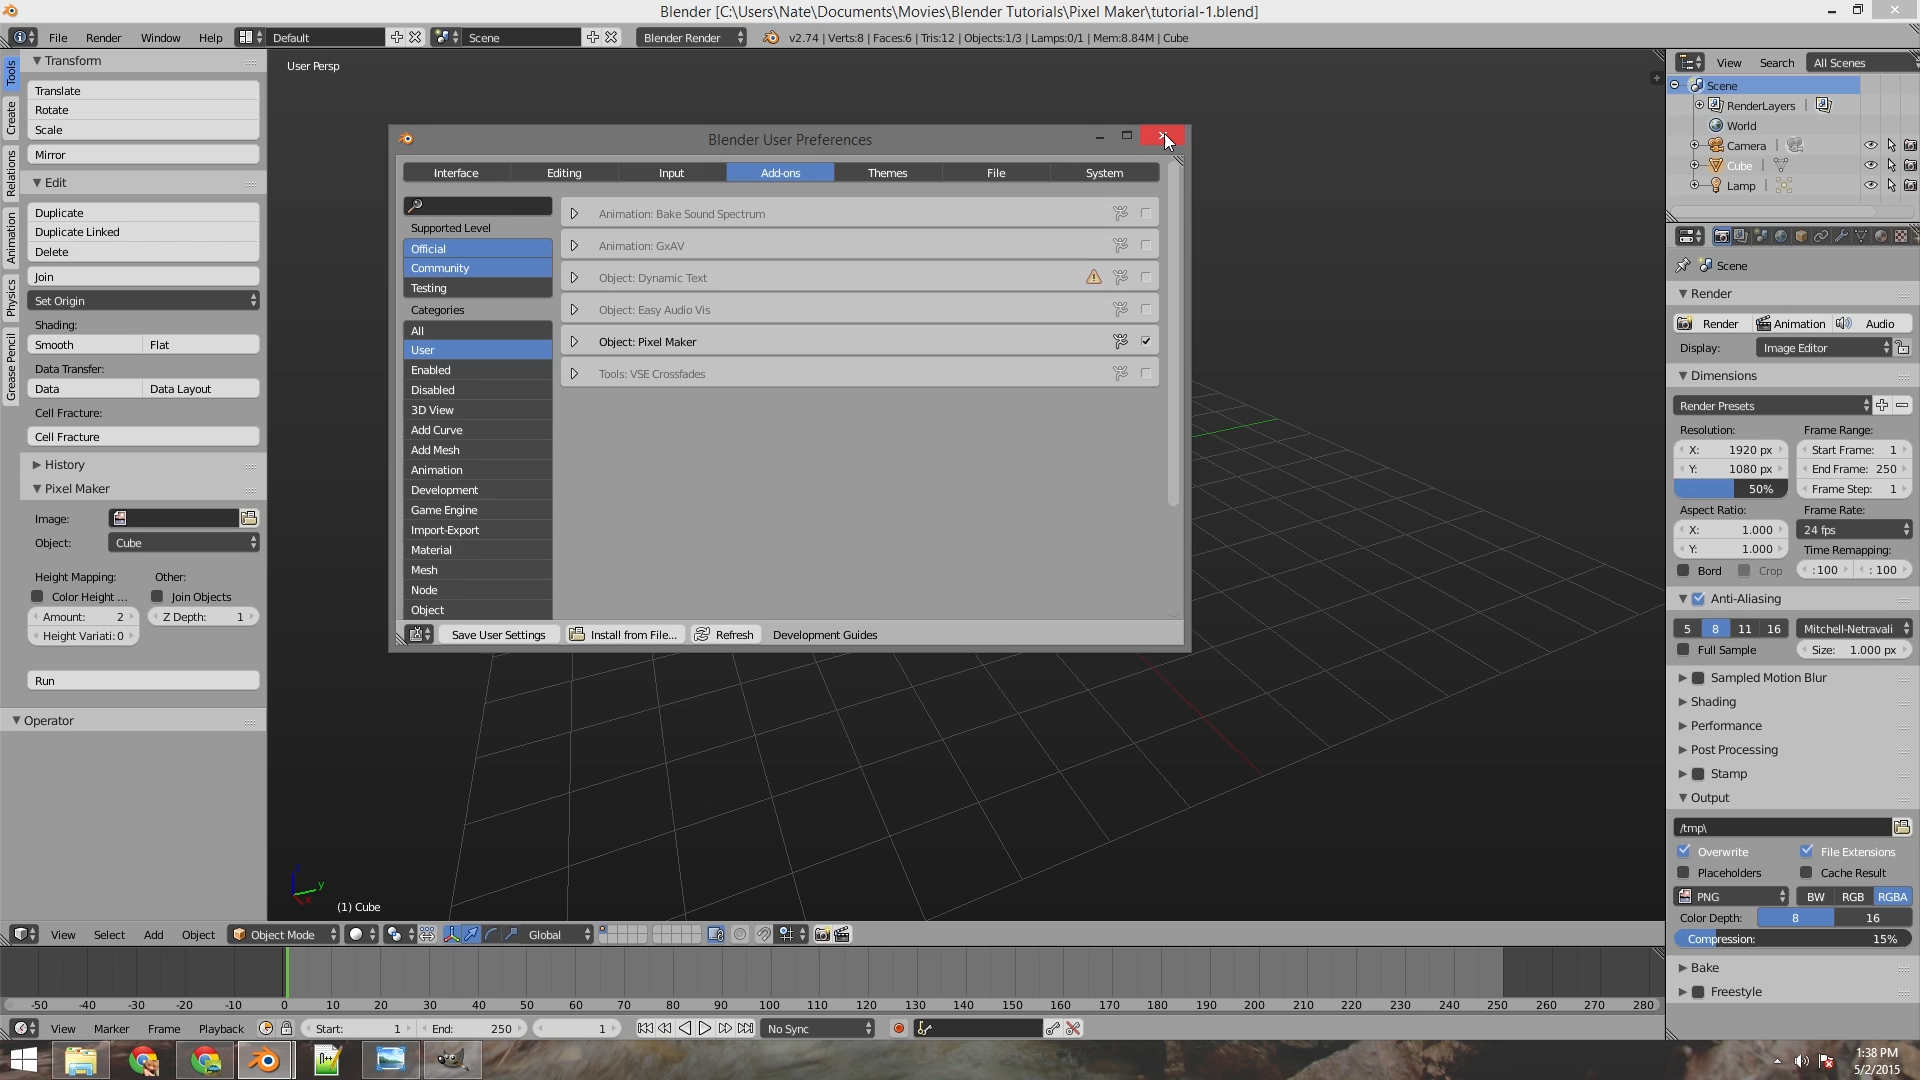 Blender [C:\Users\Nate\Documents\Movies\Blender Tutorials\Pixel Maker\tutorial-1.blend]
File Render Window Help Default Scene Blender Render v2.74 | Verts:8 | Faces:6 | Tris:12 | Objects:1/3 | Lamps:0/1 | Mem:8.84M | Cube
Tools
Create
Relations
Animation
Physics
Grease Pencil
Transform
Translate
Rotate
Scale
Mirror
Edit
Duplicate
Duplicate Linked
Delete
Join
Set Origin
Shading:
Smooth Flat
Data Transfer:
Data Data Layout
Cell Fracture:
Cell Fracture
History
Pixel Maker
Image:
Object: Cube
Height Mapping: Other:
Color Height ... Join Objects
Amount: 2 Z Depth: 1
Height Variati: 0
Run
Operator
User Persp
Blender User Preferences
Interface Editing Input Add-ons Themes File System
Supported Level
Official
Community
Testing
Categories
All
User
Enabled
Disabled
3D View
Add Curve
Add Mesh
Animation
Development
Game Engine
Import-Export
Material
Mesh
Node
Object
Animation: Bake Sound Spectrum
Animation: GxAV
Object: Dynamic Text
Object: Easy Audio Vis
Object: Pixel Maker
Tools: VSE Crossfades
Save User Settings Install from File... Refresh Development Guides
y
(1) Cube
View Select Add Object Object Mode Global
-50 -40 -30 -20 -10 0 10 20 30 40 50 60 70 80 90 100 110 120 130 140 150 160 170 180 190 200 210 220 230 240 250 260 270 280
View Marker Frame Playback Start: 1 End: 250 1 No Sync
View Search All Scenes
Scene
RenderLayers
World
Camera
Cube
Lamp
Scene
Render
Render Animation Audio
Display: Image Editor
Dimensions
Render Presets
Resolution: Frame Range:
X: 1920 px Start Frame: 1
Y: 1080 px End Frame: 250
50% Frame Step: 1
Aspect Ratio: Frame Rate:
X: 1.000 24 fps
Y: 1.000 Time Remapping:
Bord Crop :100 : 100
Anti-Aliasing
5 8 11 16 Mitchell-Netravali
Full Sample Size: 1.000 px
Sampled Motion Blur
Shading
Performance
Post Processing
Stamp
Output
/tmp\
Overwrite File Extensions
Placeholders Cache Result
PNG BW RGB RGBA
Color Depth: 8 16
Compression: 15%
Bake
Freestyle
1:38 PM
5/2/2015